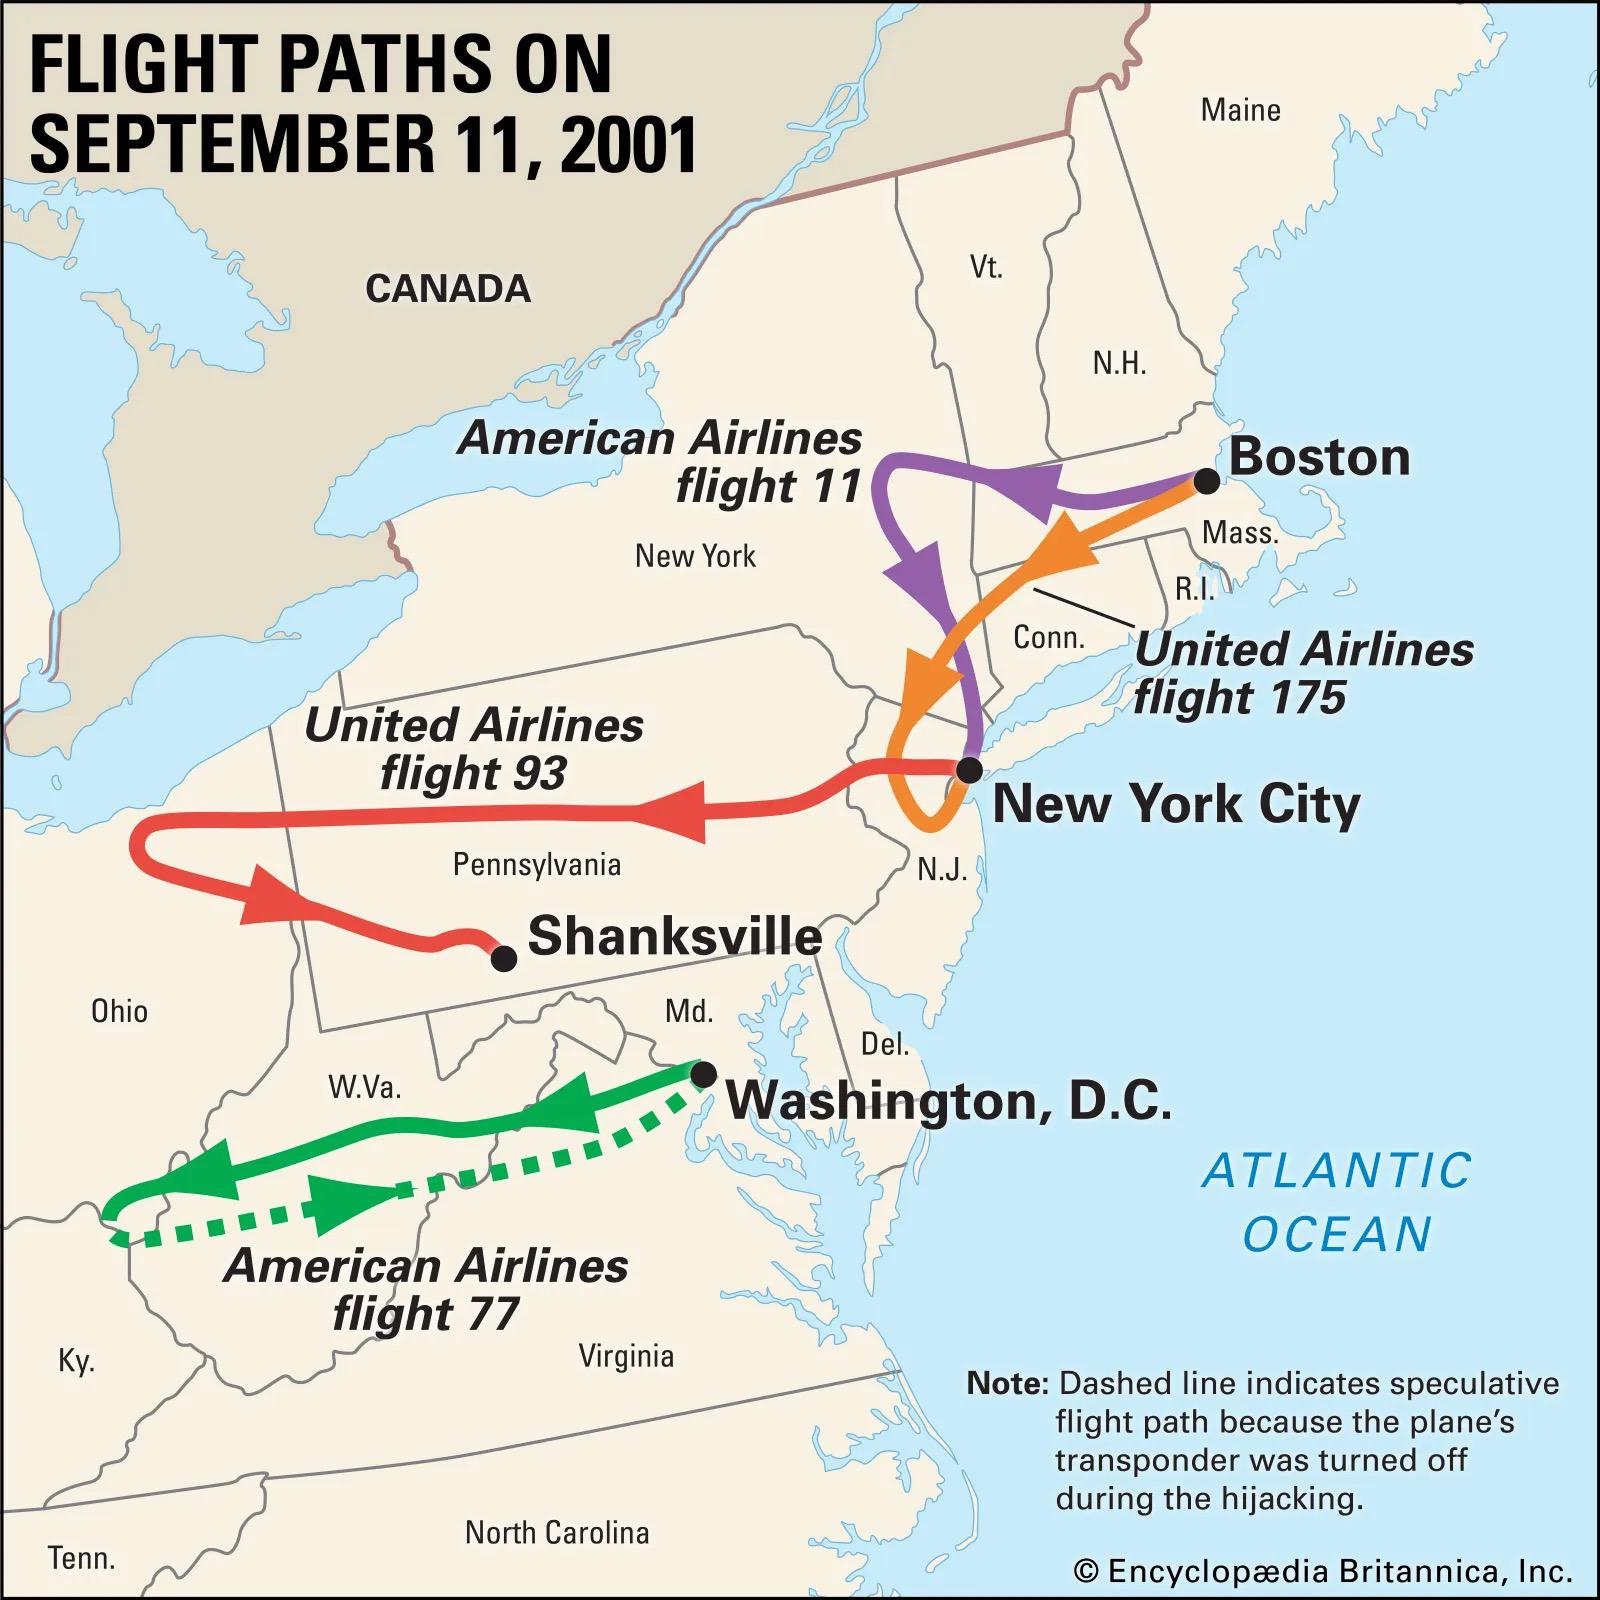 FLIGHT PATHS ON
SEPTEMBER 11, 2001
Maine
CANADA
Vt.
N.H.
American Airlines
flight 11
Boston
New York
Mass.
R.I.
Conn.
United Airlines
flight 175
United Airlines
flight 93
New York City
Pennsylvania
N.J.
Shanksville
Ohio
Md.
Del.
W.Va.
Washington, D.C.
ATLANTIC
OCEAN
American Airlines
flight 77
Ky.
Virginia
Note: Dashed line indicates speculative
flight path because the plane's
transponder was turned off
during the hijacking.
North Carolina
Tenn.
© Encyclopædia Britannica, Inc.